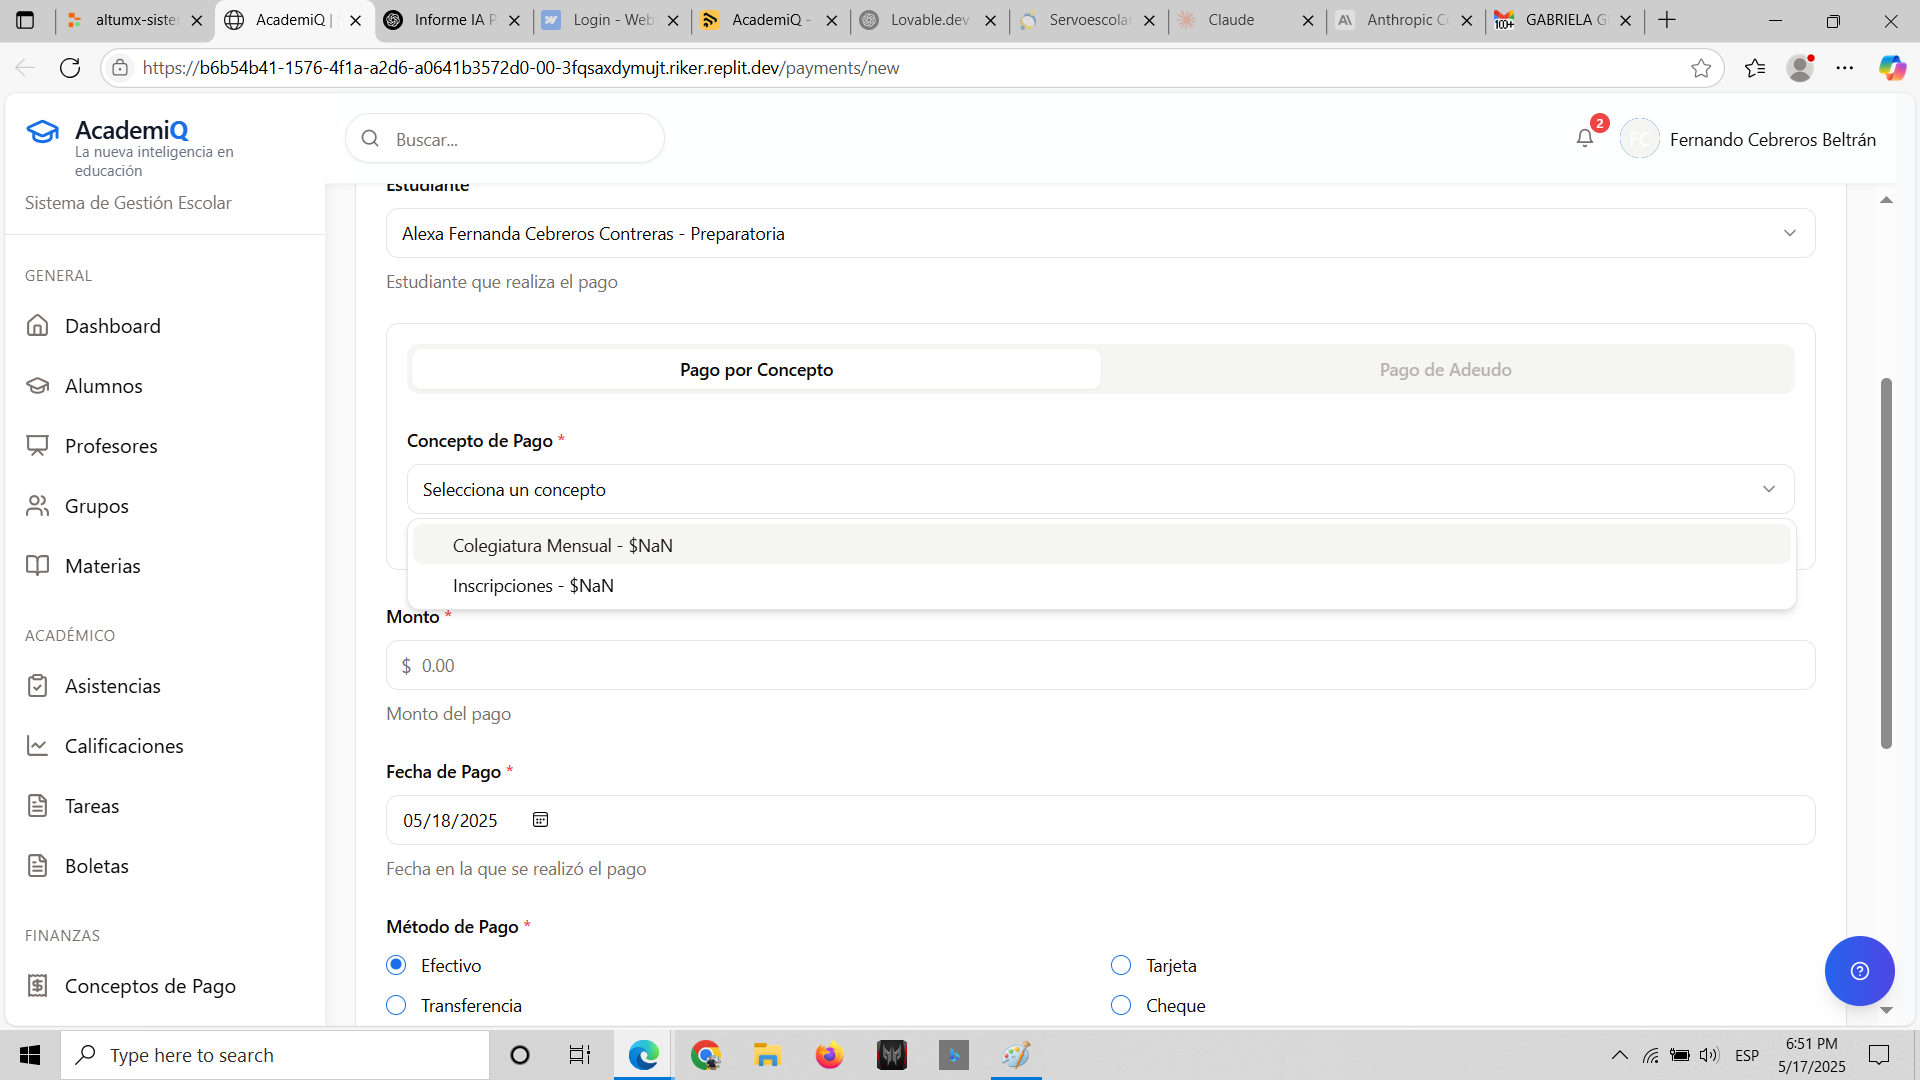 altumx-siste
AcademiQ |
Informe IA P
Login - Web
AcademiQ -
Lovable.dev
Servoescolar
Claude
Anthropic Co
GABRIELA G
https://b6b54b41-1576-4f1a-a2d6-a0641b3572d0-00-3fqsaxdymujt.riker.replit.dev/payments/new
AcademiQ
La nueva inteligencia en
educación
Sistema de Gestión Escolar
Buscar...
2
FC
Fernando Cebreros Beltrán
GENERAL
Dashboard
Alumnos
Profesores
Grupos
Materias
ACADÉMICO
Asistencias
Calificaciones
Tareas
Boletas
FINANZAS
Conceptos de Pago
Estudiante
Alexa Fernanda Cebreros Contreras - Preparatoria
Estudiante que realiza el pago
Pago por Concepto
Pago de Adeudo
Concepto de Pago *
Selecciona un concepto
Colegiatura Mensual - $NaN
Inscripciones - $NaN
Monto *
$ 0.00
Monto del pago
Fecha de Pago *
05/18/2025
Fecha en la que se realizó el pago
Método de Pago *
Efectivo
Tarjeta
Transferencia
Cheque
Type here to search
ESP
6:51 PM
5/17/2025